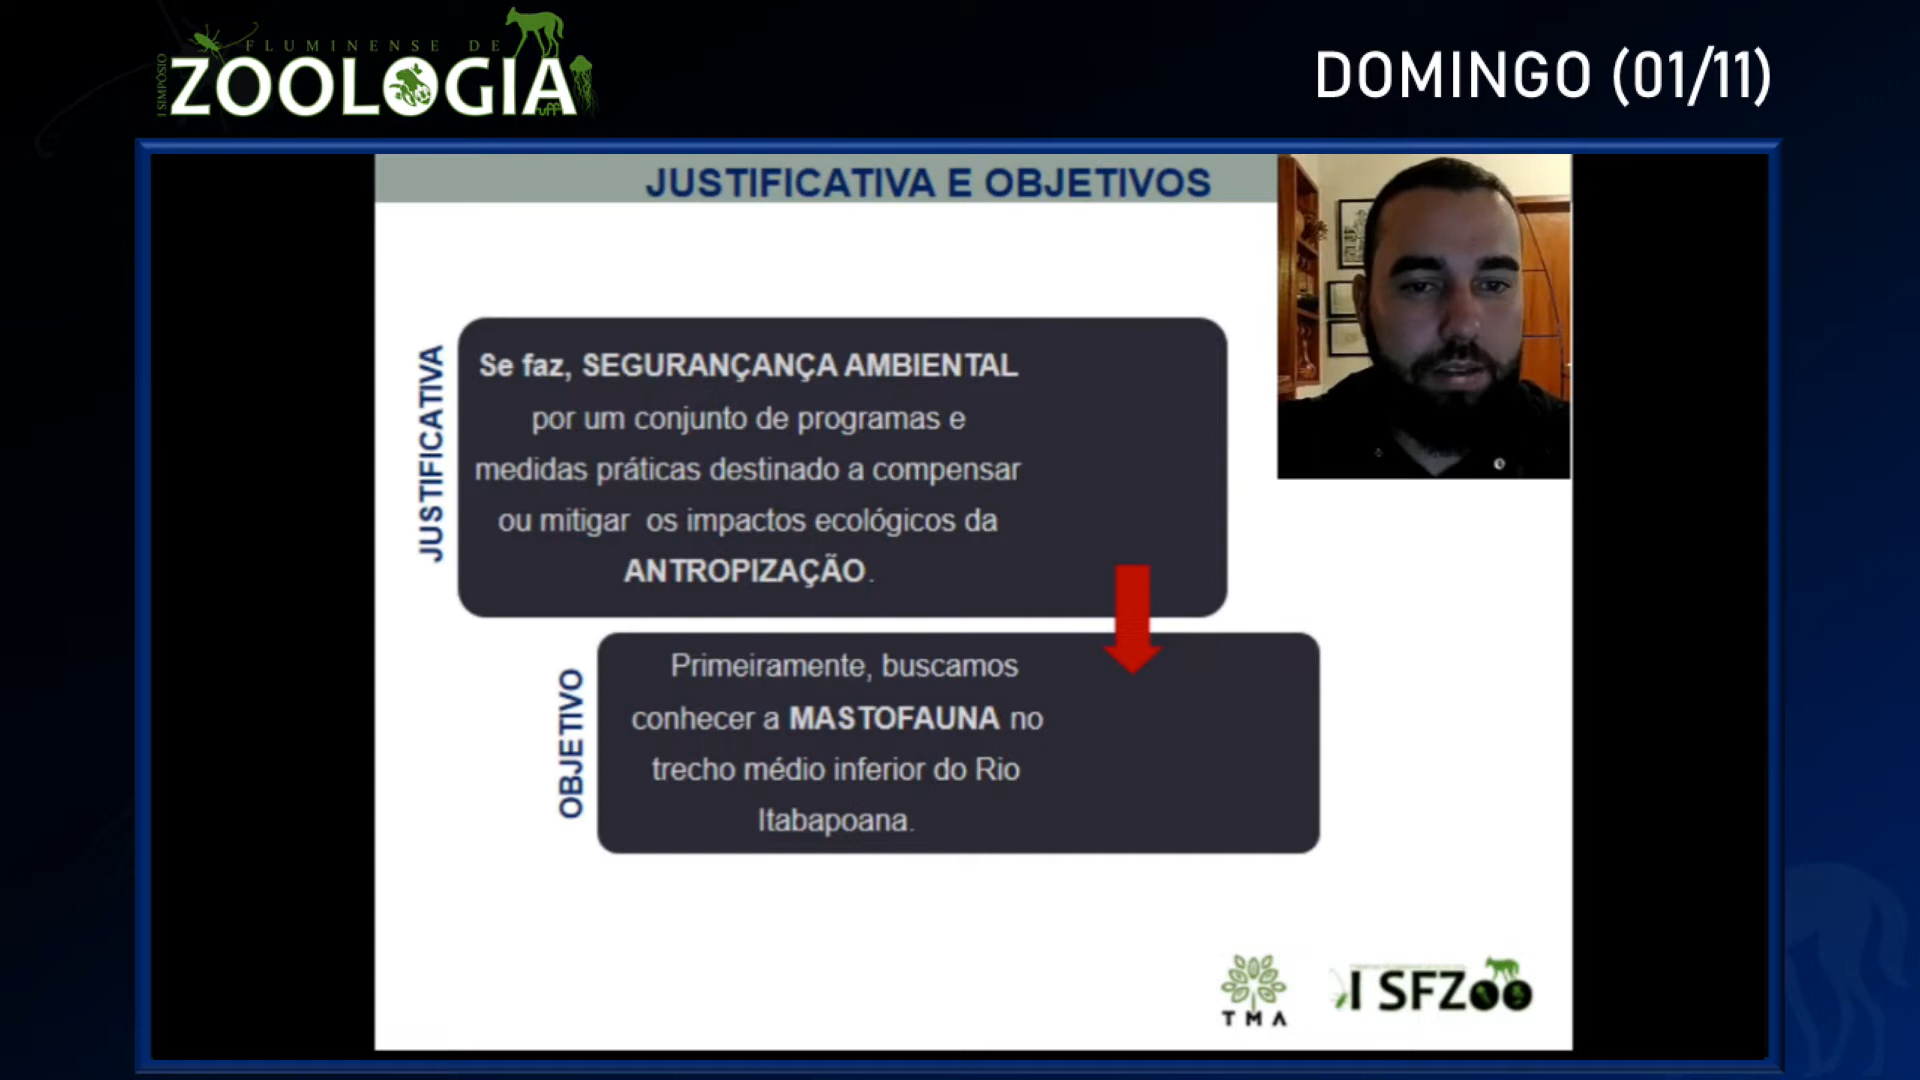 I SIMPÓSIO
FLUMINENSE DE
ZOOLOGIA
uff
DOMINGO (01/11)
JUSTIFICATIVA E OBJETIVOS
JUSTIFICATIVA
Se faz, SEGURANÇANÇA AMBIENTAL
por um conjunto de programas e
medidas práticas destinado a compensar
ou mitigar os impactos ecológicos da
ANTROPIZAÇÃO.
OBJETIVO
Primeiramente, buscamos
conhecer a MASTOFAUNA no
trecho médio inferior do Rio
Itabapoana.
TMA
I SFZoo